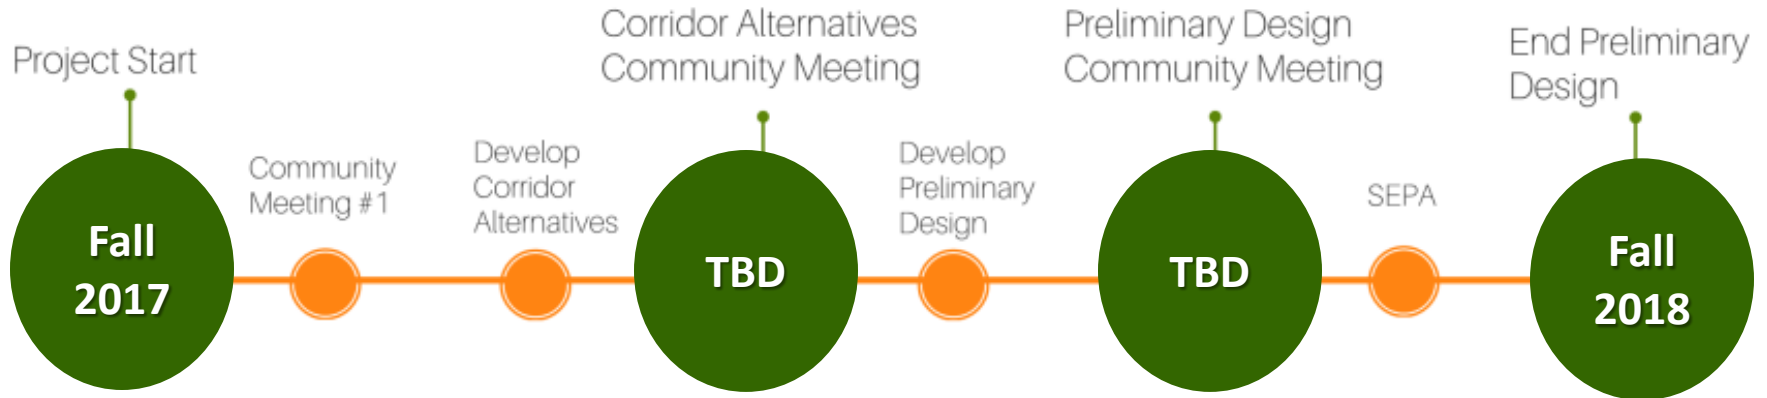 Project Start
Fall
2017
Community
Meeting #1
Develop
Corridor
Alternatives
Corridor Alternatives
Community Meeting
TBD
Develop
Preliminary
Design
Preliminary Design
Community Meeting
TBD
SEPA
End Preliminary
Design
Fall
2018